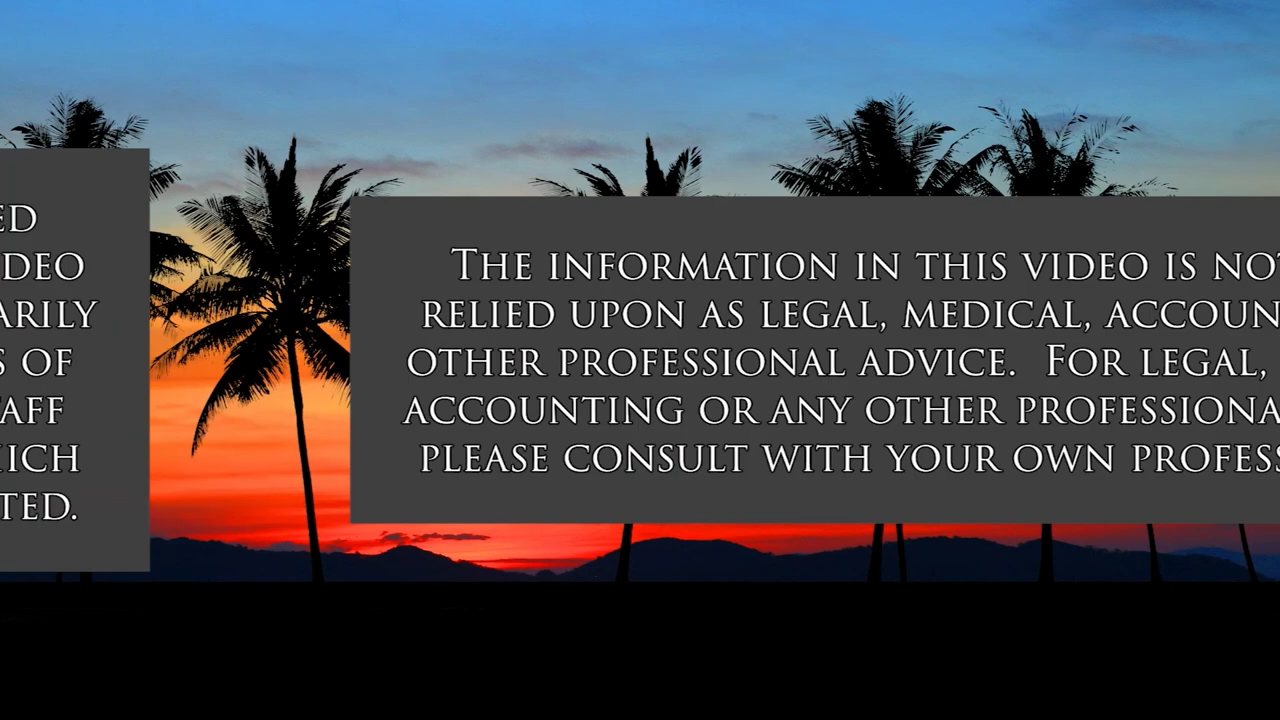 ED
DEO
ARILY
S OF
AFF
ICH
TED.
The information in this video is not
relied upon as legal, medical, accoun
other professional advice.  For legal,
accounting or any other professiona
please consult with your own profess